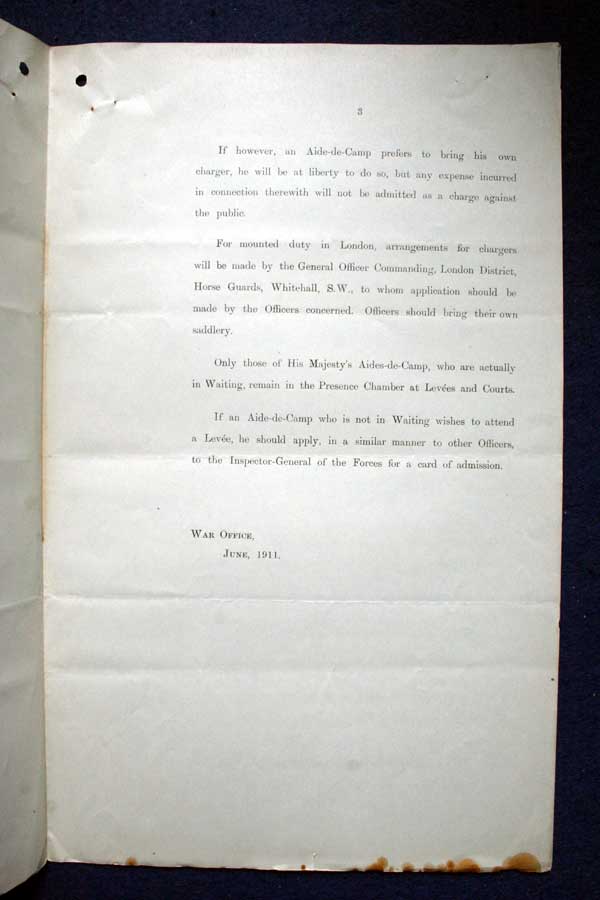 3
If however, an Aide-de-Camp prefers to bring his own
charger, he will be at liberty to do so, but any expense incurred
in connection therewith will not be admitted as a charge against
the public.
For mounted duty in London, arrangements for chargers
will be made by the General Officer Commanding, London District,
Horse Guards, Whitehall, S.W., to whom application should be
made by the Officers concerned. Officers should bring their own
saddlery.
Only those of His Majesty's Aides-de-Camp, who are actually
in Waiting, remain in the Presence Chamber at Levées and Courts.
If an Aide-de-Camp who is not in Waiting wishes to attend
a Levée, he should apply, in a similar manner to other Officers,
to the Inspector-General of the Forces for a card of admission.
WAR OFFICE,
JUNE, 1911.